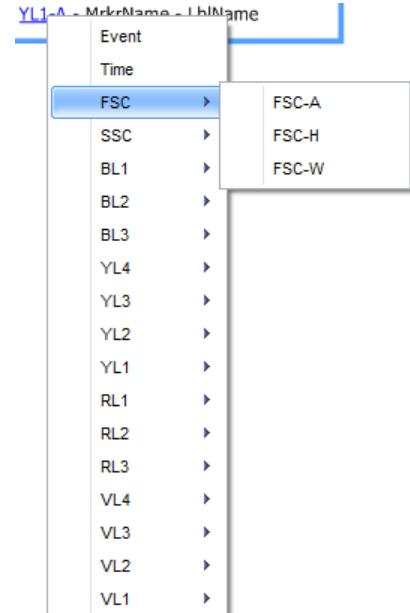 YL1-A - MrkrName - LblName
Event
Time
FSC
FSC-A
SSC
FSC-H
BL1
FSC-W
BL2
BL3
YL4
YL3
YL2
YL1
RL1
RL2
RL3
VL4
VL3
VL2
VL1